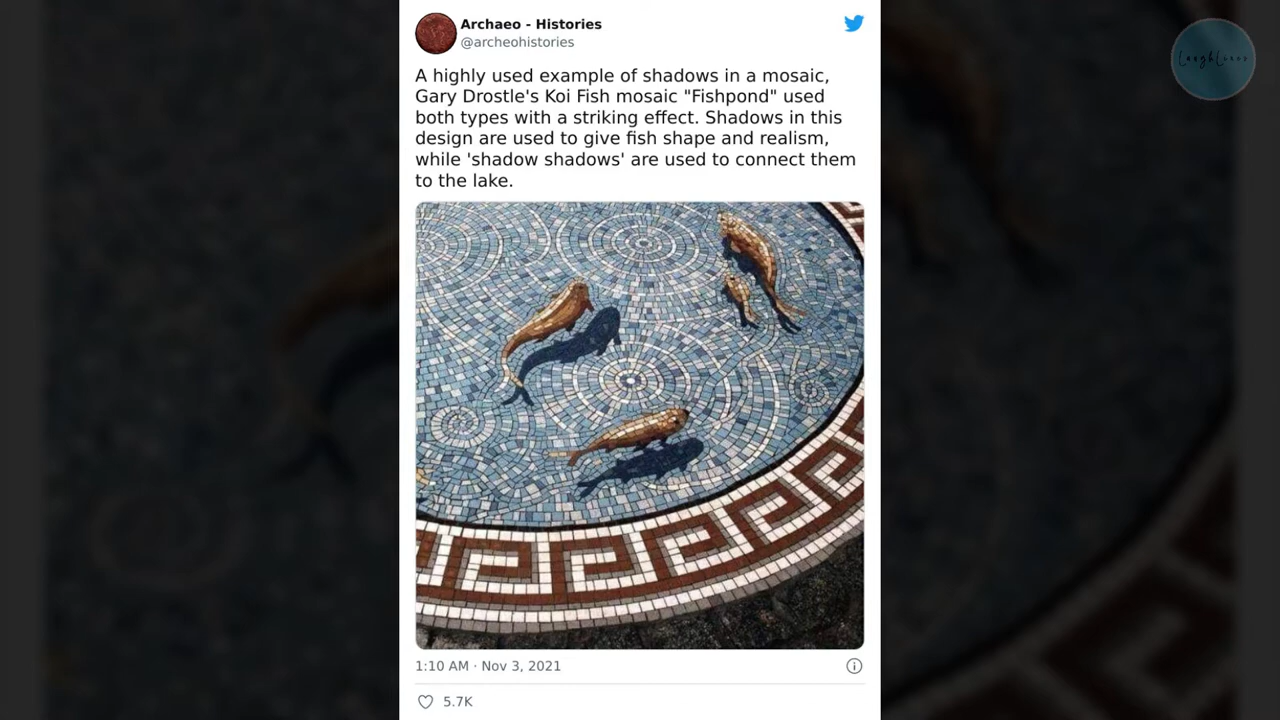 Archaeo - Histories
@archeohistories
A highly used example of shadows in a mosaic,
Gary Drostle's Koi Fish mosaic "Fishpond" used
both types with a striking effect. Shadows in this
design are used to give fish shape and realism,
while 'shadow shadows' are used to connect them
to the lake.
1:10 AM · Nov 3, 2021
5.7K